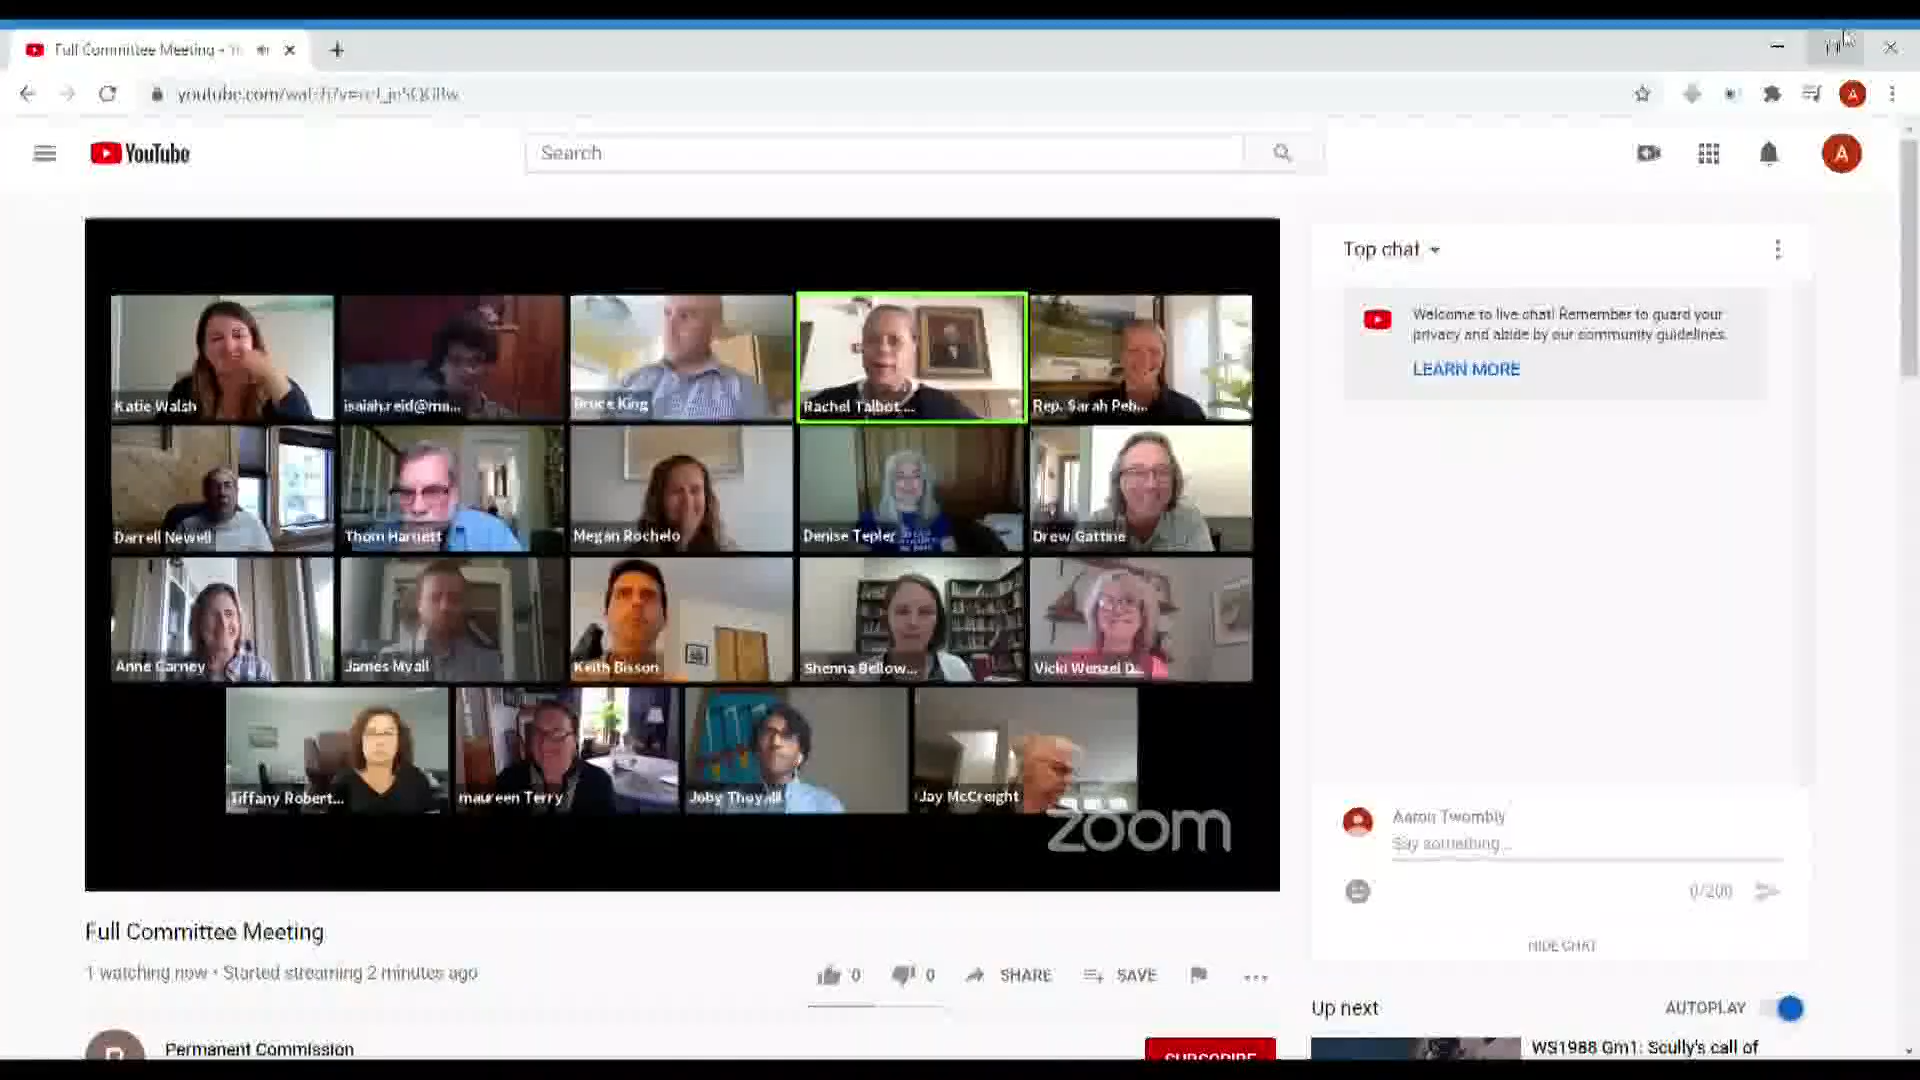 Full Committee Meeting -
YouTube
Search
Top chat
Welcome to live chat! Remember to guard your
privacy and abide by our community guidelines.
LEARN MORE
Katie Walsh
isaiah.reid@ma...
Bruce King
Rachel Talbot ...
Rep. Sarah Peb...
Darrell Newell
Thom Harnett
Megan Rochelo
Denise Tepler
Drew Gattine
Anne Carney
James Myall
Keith Bisson
Shenna Bellow...
Vicki Wenzel D...
Tiffany Robert...
maureen Terry
Joby Thoyalil
Jay McCreight
zoom
Aaron Twombly
Say something...
0/200
HIDE CHAT
Full Committee Meeting
1 watching now • Started streaming 2 minutes ago
0
0
SHARE
SAVE
Up next
AUTOPLAY
Permanent Commission
SUBSCRIBE
WS1988 Gm1: Scully's call of
A
A